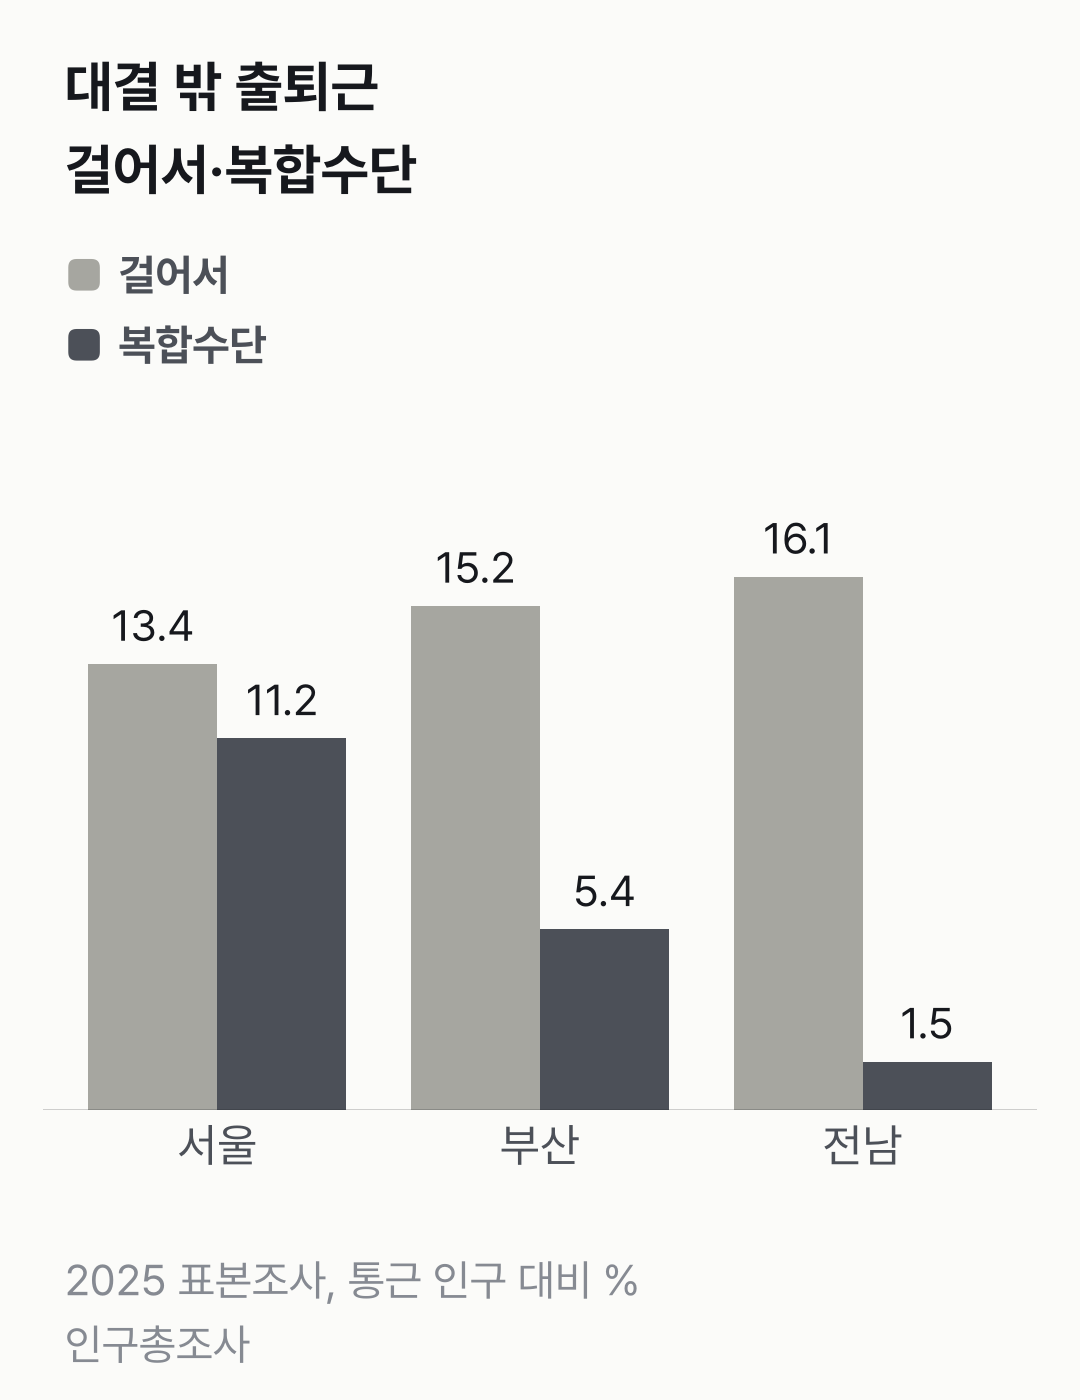 대결 밖 출퇴근
걸어서·복합수단
걸어서
복합수단
13.4
11.2
15.2
5.4
16.1
1.5
서울
부산
전남
2025 표본조사, 통근 인구 대비 %
인구총조사